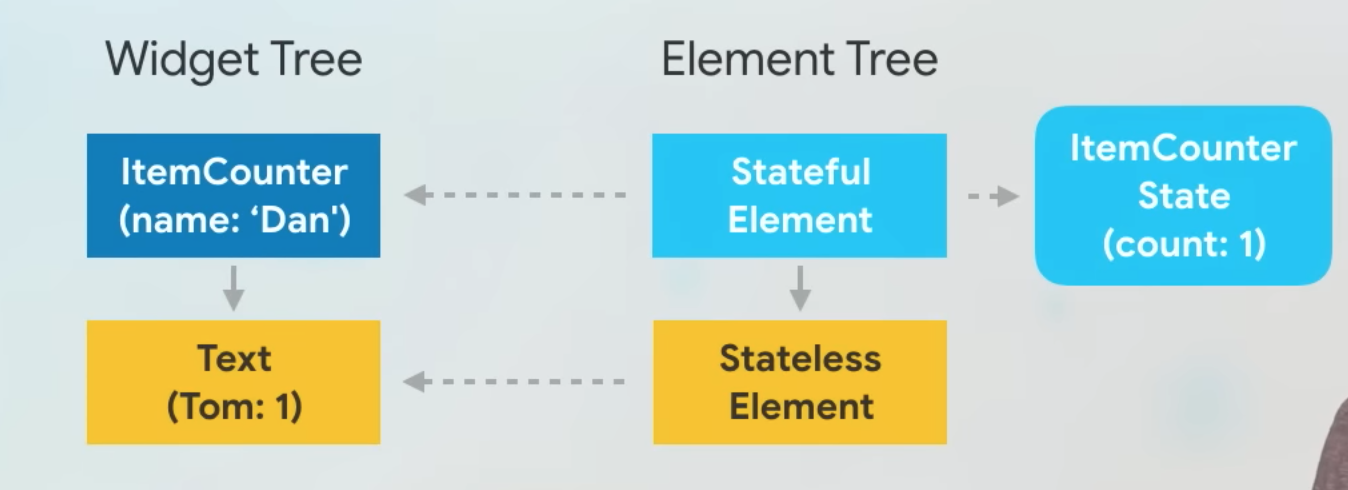 Widget Tree
Element Tree
ItemCounter
(name: ‘Dan')
Stateful
Element
ItemCounter
State
(count: 1)
Text
(Tom: 1)
Stateless
Element